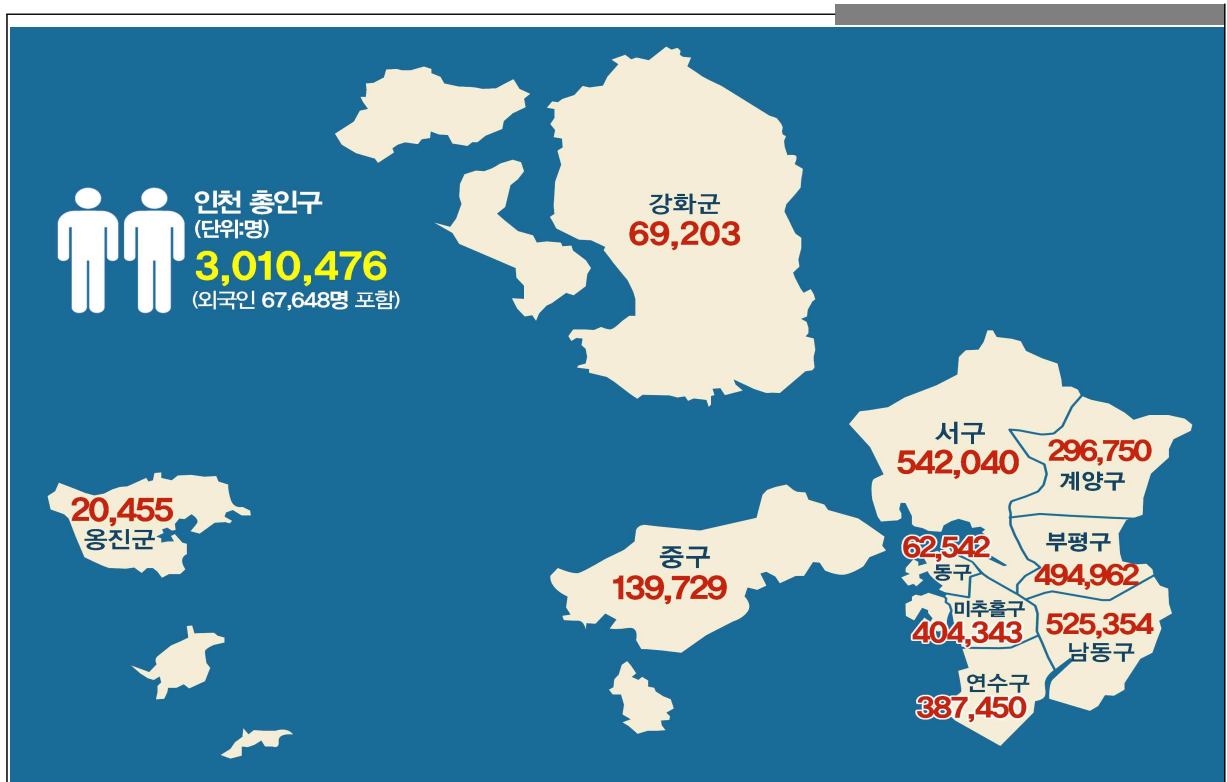 인천 총인구
(단위:명)
3,010,476
(외국인 67,648명 포함)
강화군
69,203
서구
542,040
296,750
계양구
20,455
옹진군
중구
139,729
62,542
동구
부평구
494,962
미추홀구
404,343
525,354
남동구
연수구
387,450